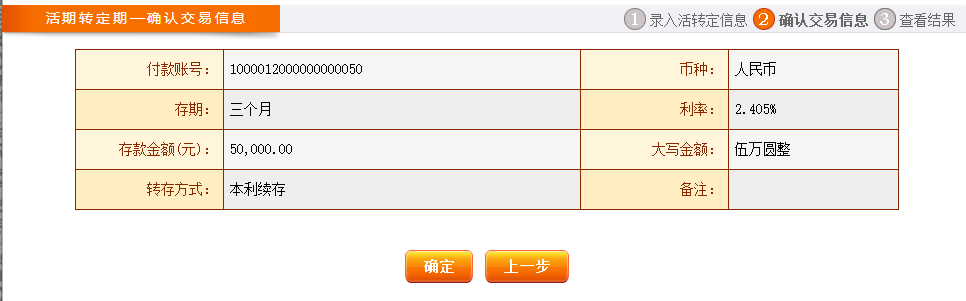 活期转定期—确认交易信息 1 录入活转定信息 2 确认交易信息 3 查看结果
付款账号： 1000012000000000050 币种： 人民币
存期： 三个月 利率： 2.405%
存款金额(元)： 50,000.00 大写金额： 伍万圆整
转存方式： 本利续存 备注：
确定 上一步